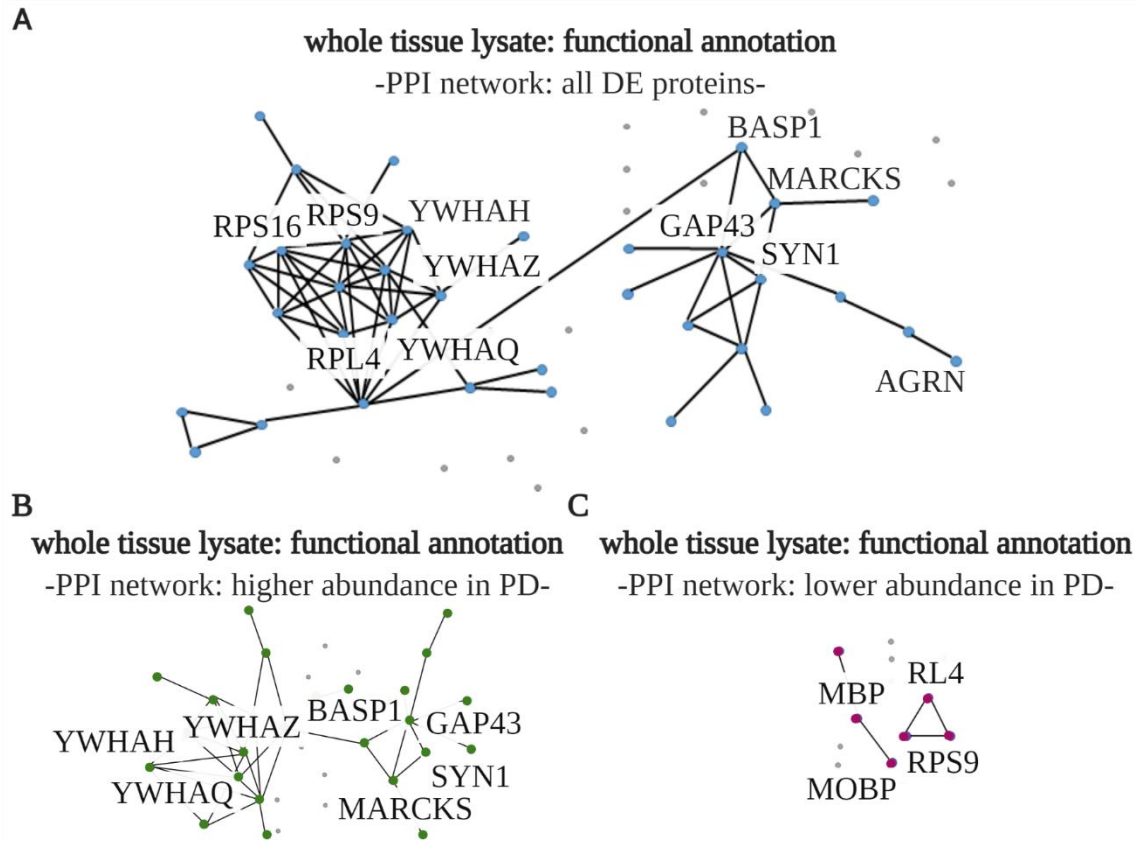 A
whole tissue lysate: functional annotation
-PPI network: all DE proteins-
BASP1
MARCKS
RPS16 RPS9 YWHAH
GAP43
SYN1
YWHAZ
RPL4 YWHAQ
AGRN
B
whole tissue lysate: functional annotation
-PPI network: higher abundance in PD-
YWHAZ BASP1 GAP43
YWHAH
SYN1
YWHAQ
MARCKS
C
whole tissue lysate: functional annotation
-PPI network: lower abundance in PD-
RL4
MBP
RPS9
MOBP